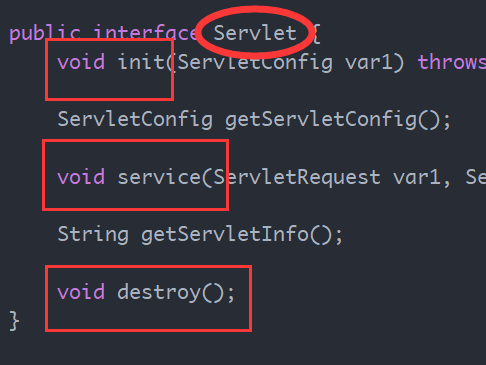 public interface Servlet {
void init(ServletConfig var1) throws
ServletConfig getServletConfig();
void service(ServletRequest var1, Se
String getServletInfo();
void destroy();
}